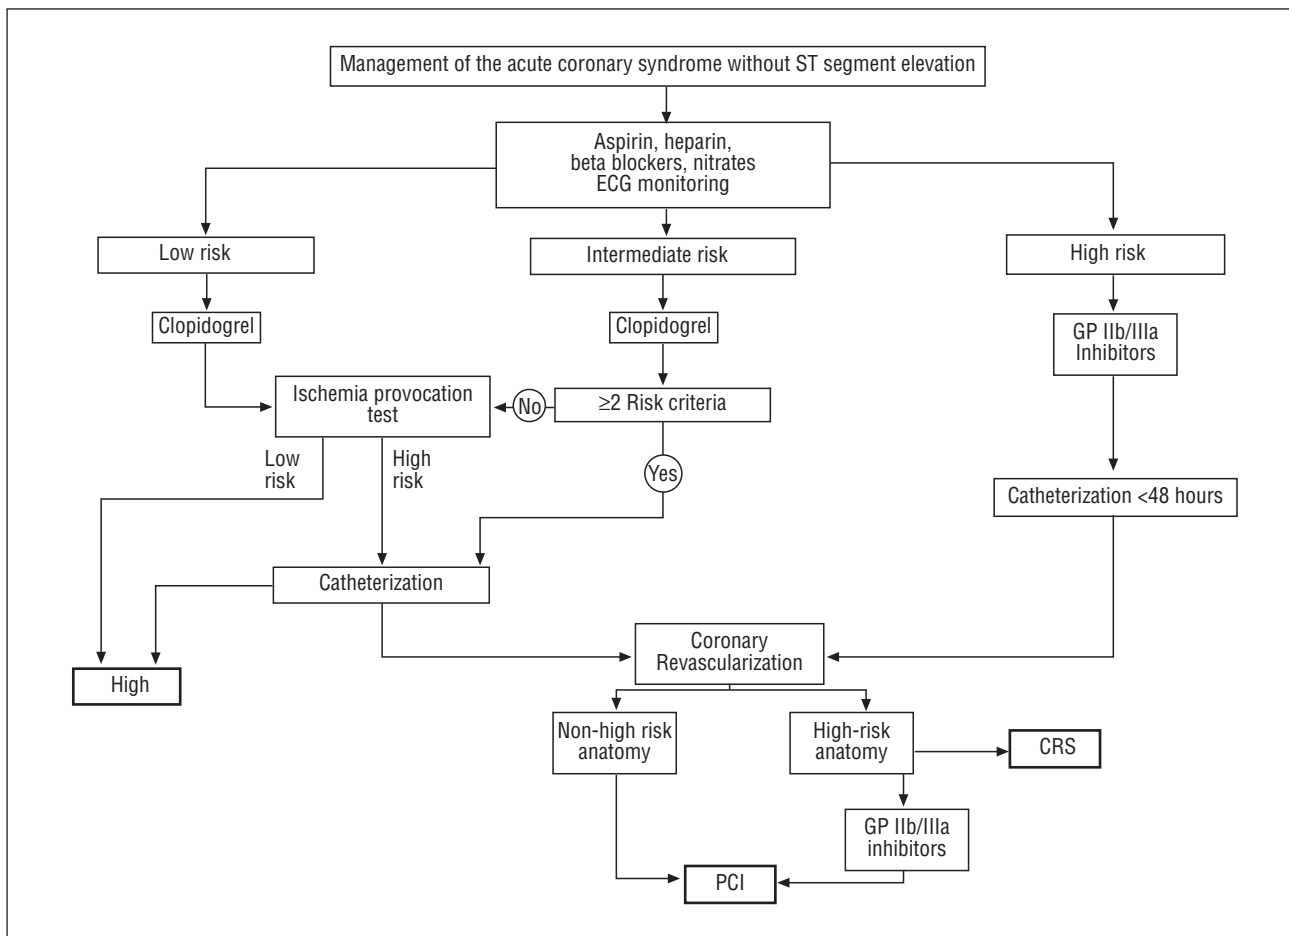 Management of the acute coronary syndrome without ST segment elevation
Aspirin, heparin,
beta blockers, nitrates
ECG monitoring
Low risk
Intermediate risk
High risk
Clopidogrel
Clopidogrel
GP IIb/IIIa
Inhibitors
Ischemia provocation
test
No
≥2 Risk criteria
Low
risk
High
risk
Yes
Catheterization <48 hours
Catheterization
Coronary
Revascularization
High
Non-high risk
anatomy
High-risk
anatomy
CRS
GP IIb/IIIa
inhibitors
PCI